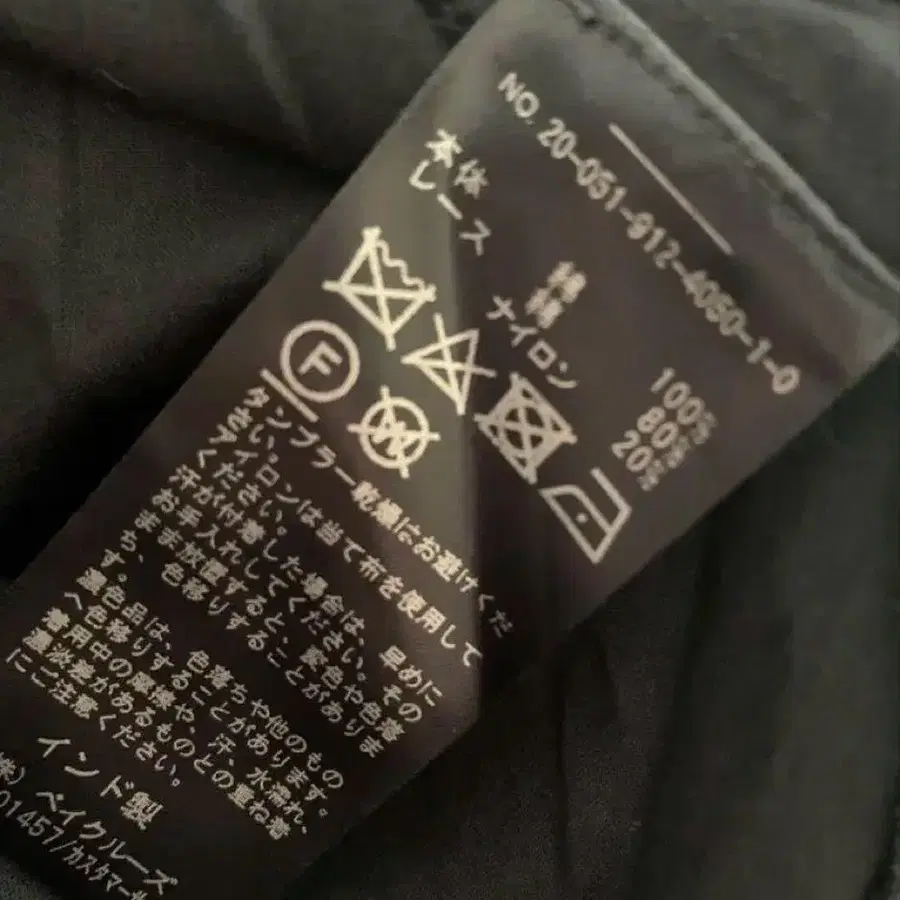 NO. 20-051-912-4050-1-0
本体 綿 100%
レース 綿 80%
ナイロン 20%
F
W
タンブラー乾燥はお避けくだ
さい。
アイロンは当て布を使用して
ください。
汗が付着した場合は、早めに
お手入れしてください。その
まま放置すると、変色や色落
ち、色移りすることがありま
す。
濃色品は、色落ちや他のもの
へ色移りすることがあります。
着用中の摩擦や、汗、水濡れ、
濃淡差があるものとの重ね着
にご注意ください。
インド製
株）ベイクルーズ
01457/カスタマーサ